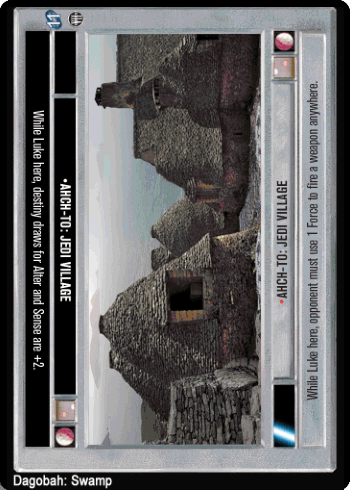 •AHCH-TO: JEDI VILLAGE
While Luke here, destiny draws for Alter and Sense are +2.
•AHCH-TO: JEDI VILLAGE
While Luke here, opponent must use 1 Force to fire a weapon anywhere.
Dagobah: Swamp